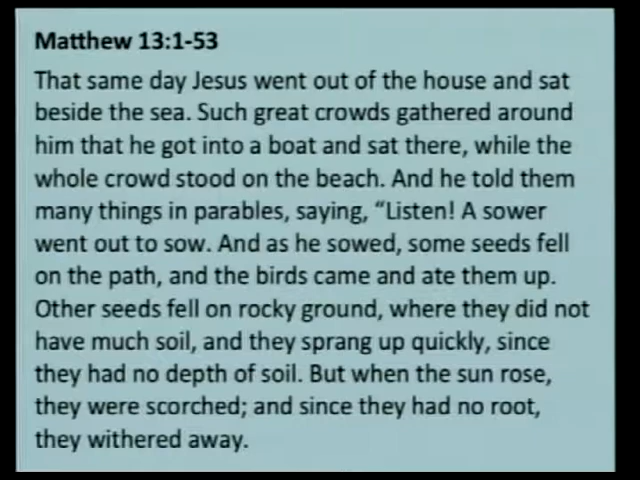 Matthew 13:1-53
That same day Jesus went out of the house and sat
beside the sea. Such great crowds gathered around
him that he got into a boat and sat there, while the
whole crowd stood on the beach. And he told them
many things in parables, saying, “Listen! A sower
went out to sow. And as he sowed, some seeds fell
on the path, and the birds came and ate them up.
Other seeds fell on rocky ground, where they did not
have much soil, and they sprang up quickly, since
they had no depth of soil. But when the sun rose,
they were scorched; and since they had no root,
they withered away.